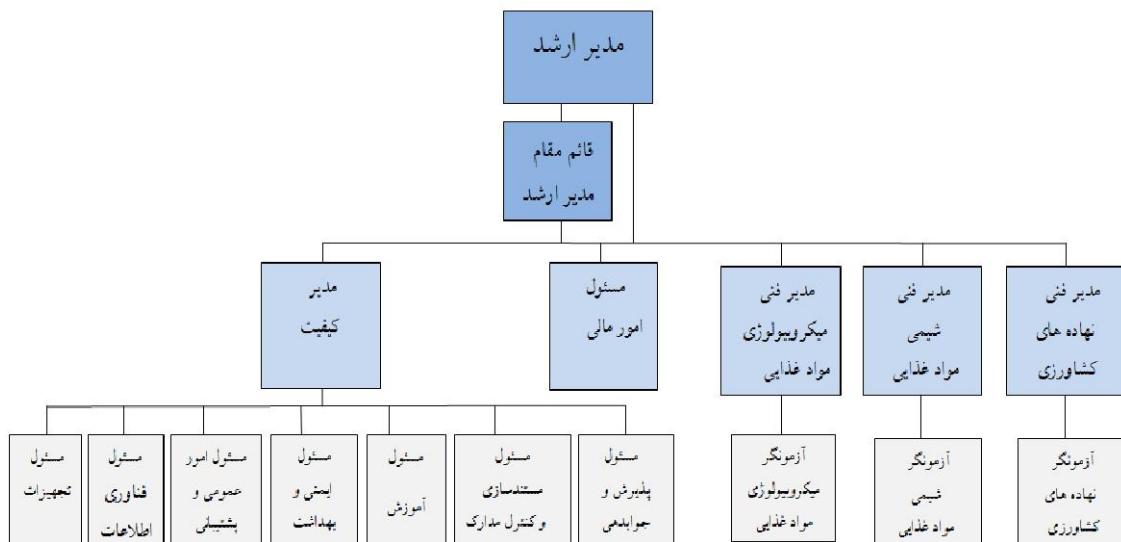 مدیر ارشد
قائم مقام
مدیر ارشد
مدیر فنی
نهاده های
کشاورزی
مدیر فنی
شیمی
مواد غذایی
مدیر فنی
میکروبیولوژی
مواد غذایی
مسئول
امور مالی
مدیر
کیفیت
آزمونگر
نهاده های
کشاورزی
آزمونگر
شیمی
مواد غذایی
آزمونگر
میکروبیولوژی
مواد غذایی
مسئول
پذیرش و
جوابدهی
مسئول
مستندسازی
و کنترل مدارک
مسئول
آموزش
مسئول
ایمنی و
بهداشت
مسئول امور
عمومی و
پشتیبانی
مسئول
فناوری
اطلاعات
مسئول
تجهیزات